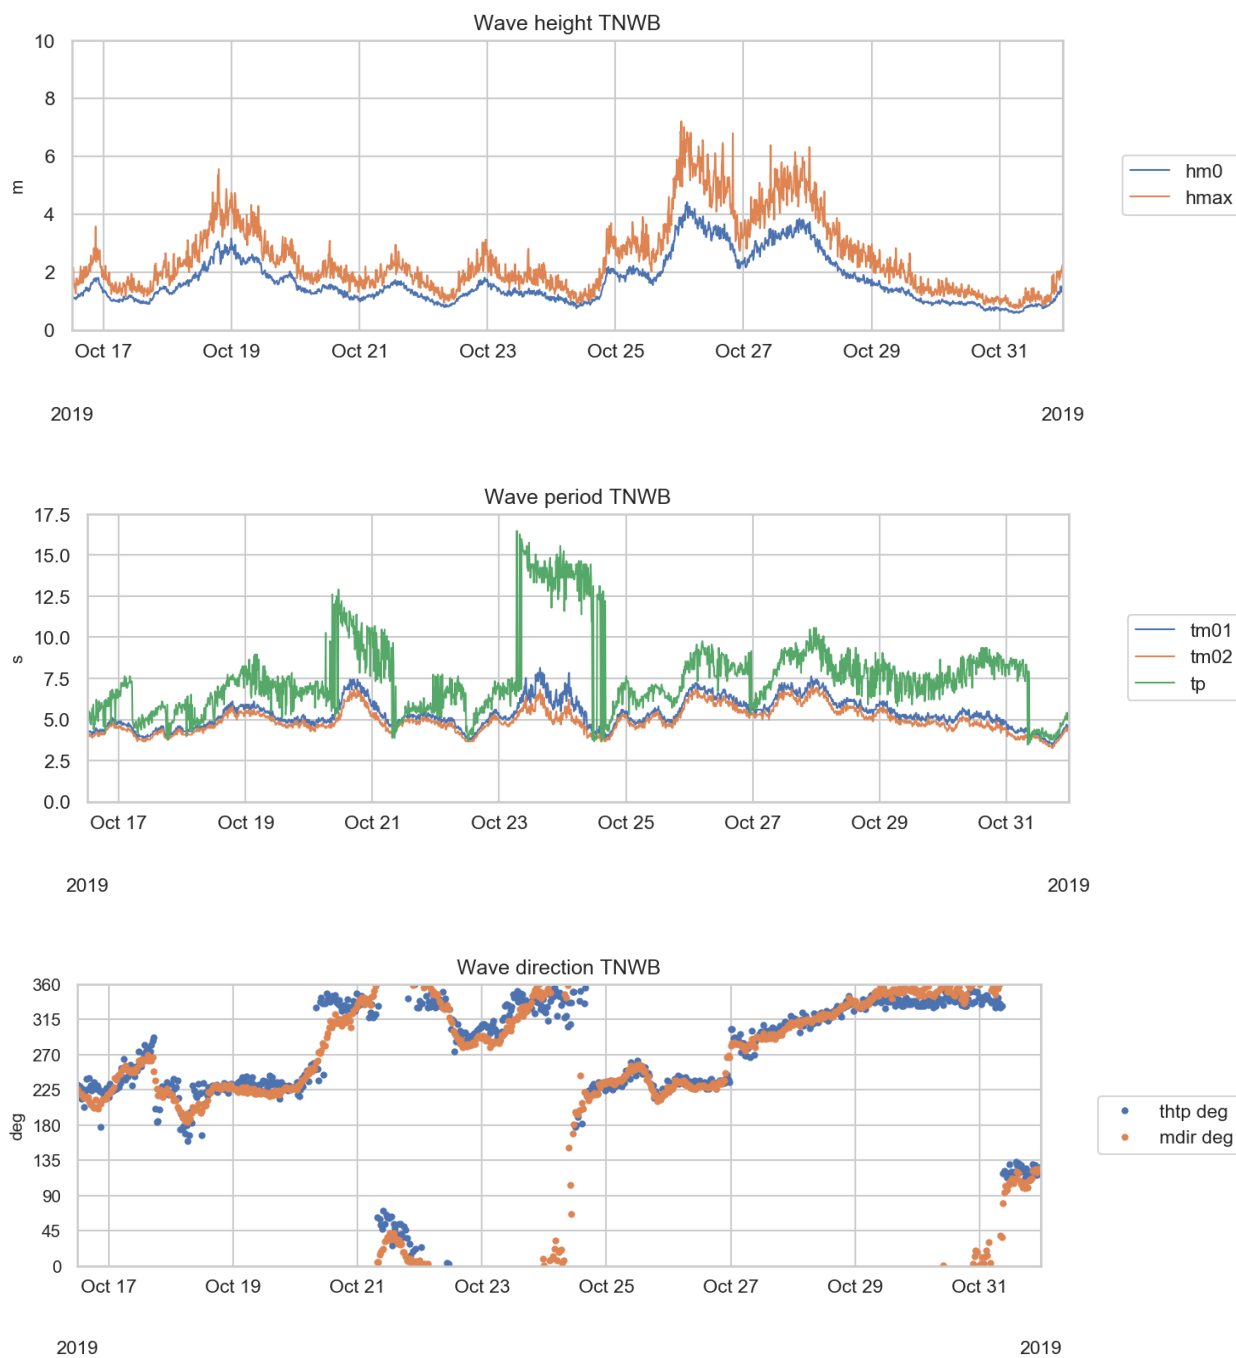 Wave height TNWB
10
8
6
4
2
0
m
Oct 17 Oct 19 Oct 21 Oct 23 Oct 25 Oct 27 Oct 29 Oct 31
2019 2019
hm0
hmax
Wave period TNWB
17.5
15.0
12.5
10.0
7.5
5.0
2.5
0.0
s
Oct 17 Oct 19 Oct 21 Oct 23 Oct 25 Oct 27 Oct 29 Oct 31
2019 2019
tm01
tm02
tp
Wave direction TNWB
360
315
270
225
180
135
90
45
0
deg
Oct 17 Oct 19 Oct 21 Oct 23 Oct 25 Oct 27 Oct 29 Oct 31
2019 2019
thtp deg
mdir deg